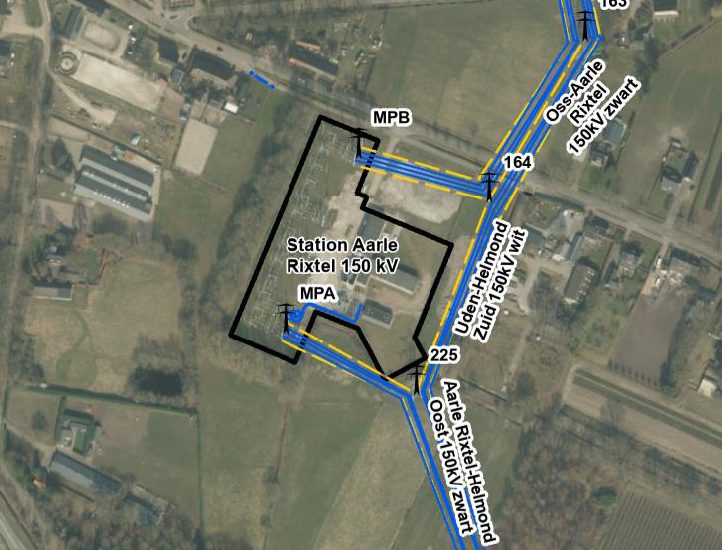 163
Oss-Aarle
Rixtel
150kV zwart
MPB
164
Station Aarle
Rixtel 150 kV
MPA
Uden-Helmond
Zuid 150kV wit
225
Aarle Rixtel-Helmond
Oost 150kV zwart